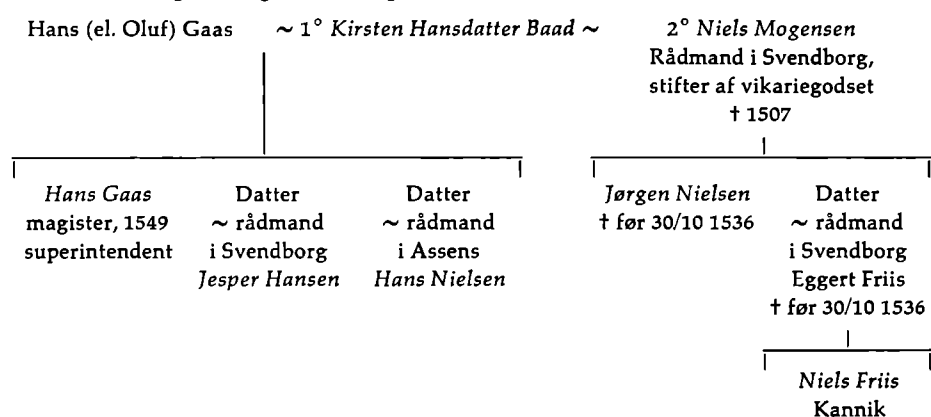 Hans (el. Oluf) Gaas ~ 1° Kirsten Hansdatter Baad ~ 2° Niels Mogensen
Rådmand i Svendborg,
stifter af vikariegodset
† 1507
Hans Gaas
magister, 1549
superintendent
Datter
~ rådmand
i Svendborg
Jesper Hansen
Datter
~ rådmand
i Assens
Hans Nielsen
Jørgen Nielsen
† før 30/10 1536
Datter
~ rådmand
i Svendborg
Eggert Friis
† før 30/10 1536
Niels Friis
Kannik